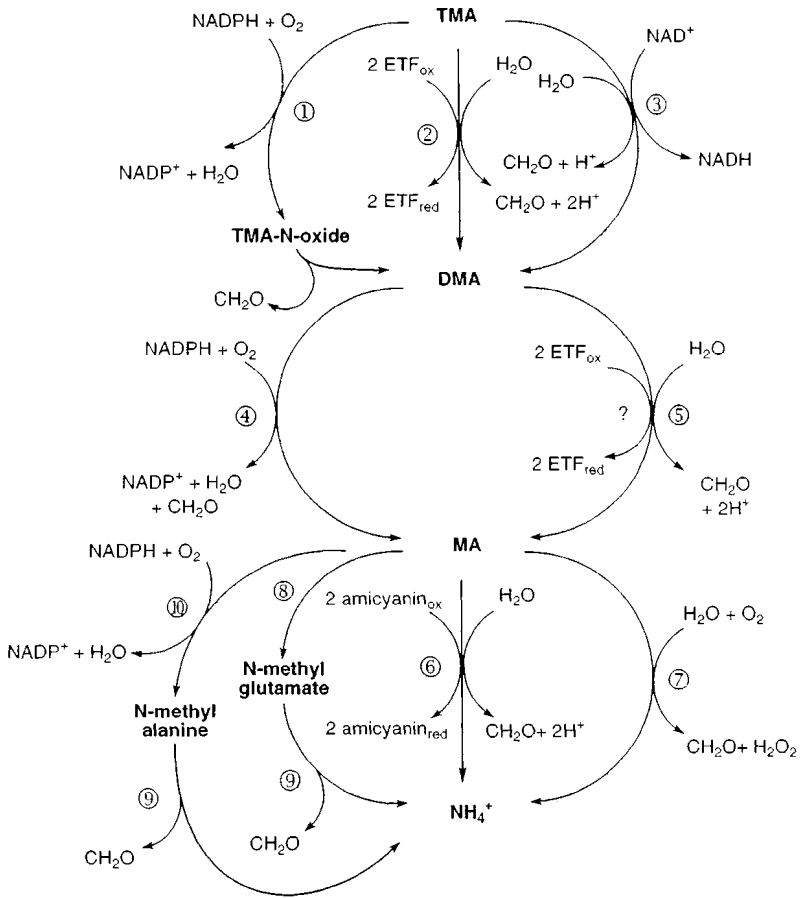 TMA
NADPH + O₂
NAD⁺
2 ETFₒₓ
H₂O
H₂O
①
②
③
CH₂O + H⁺
NADH
NADP⁺ + H₂O
2 ETF_red
CH₂O + 2H⁺
TMA-N-oxide
DMA
CH₂O
NADPH + O₂
2 ETFₒₓ
H₂O
④
?
⑤
2 ETF_red
NADP⁺ + H₂O
+ CH₂O
CH₂O
+ 2H⁺
MA
NADPH + O₂
⑧
2 amicyaninₒₓ
H₂O
⑩
H₂O + O₂
NADP⁺ + H₂O
N-methyl
glutamate
⑥
⑦
N-methyl
alanine
2 amicyanin_red
CH₂O+ 2H⁺
CH₂O+ H₂O₂
⑨
⑨
NH₄⁺
CH₂O
CH₂O